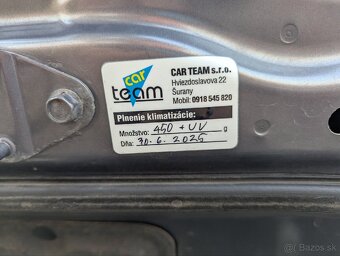 car
team
CAR TEAM s.r.o.
Hviezdoslavova 22
Šurany
Mobil: 0918 545 820
Plnenie klimatizácie:
Množstvo: 450 + UV g
Dňa: 30. 6. 2025
Bazos.sk